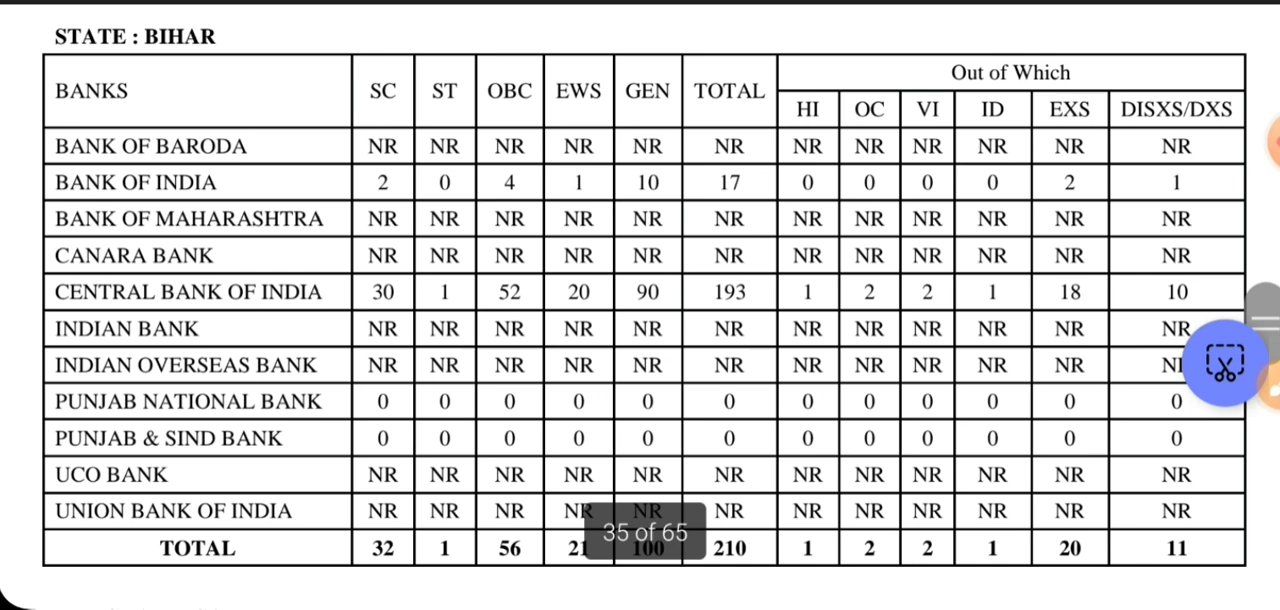 STATE : BIHAR
BANKS SC ST OBC EWS GEN TOTAL Out of Which
HI OC VI ID EXS DISXS/DXS
BANK OF BARODA NR NR NR NR NR NR NR NR NR NR NR NR
BANK OF INDIA 2 0 4 1 10 17 0 0 0 0 2 1
BANK OF MAHARASHTRA NR NR NR NR NR NR NR NR NR NR NR NR
CANARA BANK NR NR NR NR NR NR NR NR NR NR NR NR
CENTRAL BANK OF INDIA 30 1 52 20 90 193 1 2 2 1 18 10
INDIAN BANK NR NR NR NR NR NR NR NR NR NR NR NR
INDIAN OVERSEAS BANK NR NR NR NR NR NR NR NR NR NR NR
PUNJAB NATIONAL BANK 0 0 0 0 0 0 0 0 0 0 0 0
PUNJAB & SIND BANK 0 0 0 0 0 0 0 0 0 0 0 0
UCO BANK NR NR NR NR NR NR NR NR NR NR NR NR
UNION BANK OF INDIA NR NR NR NR NR NR NR NR NR NR NR NR
35 of 65
TOTAL 32 1 56 21 100 210 1 2 2 1 20 11